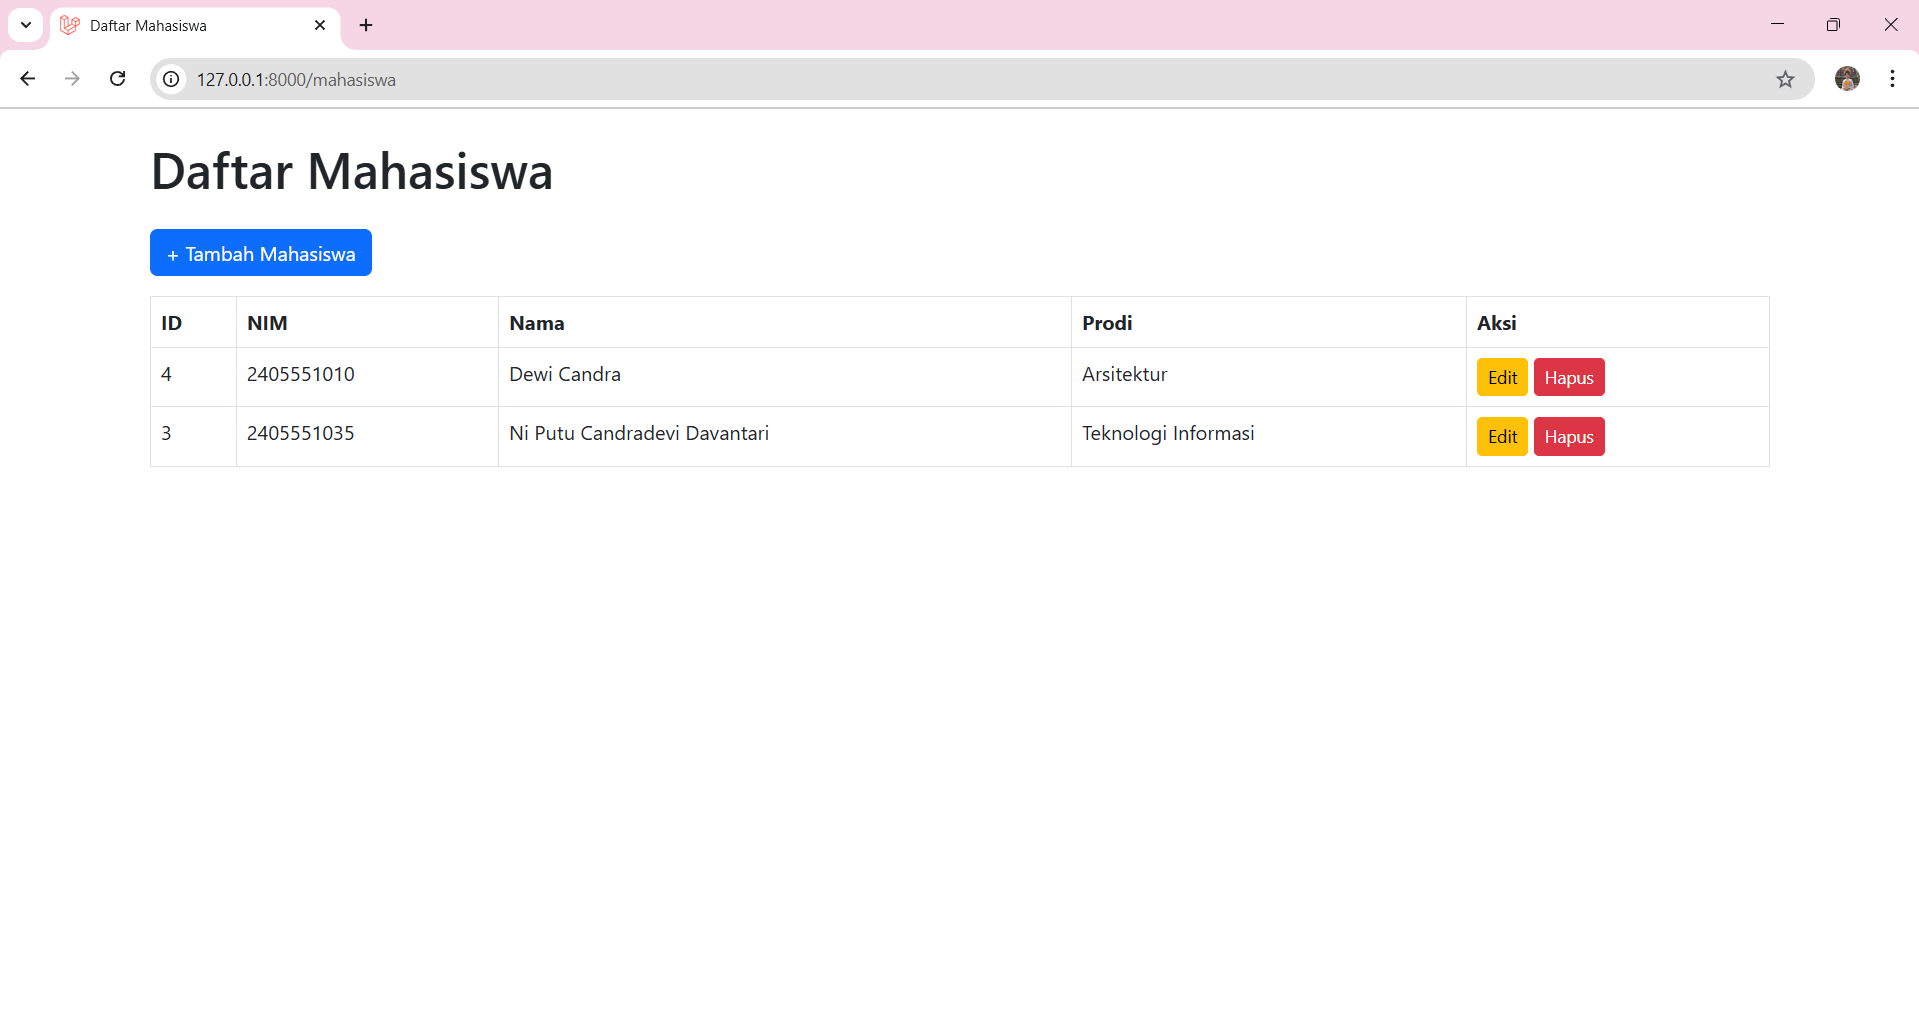 Daftar Mahasiswa
127.0.0.1:8000/mahasiswa
Daftar Mahasiswa
+ Tambah Mahasiswa
ID NIM Nama Prodi Aksi
4 2405551010 Dewi Candra Arsitektur Edit Hapus
3 2405551035 Ni Putu Candradevi Davantari Teknologi Informasi Edit Hapus